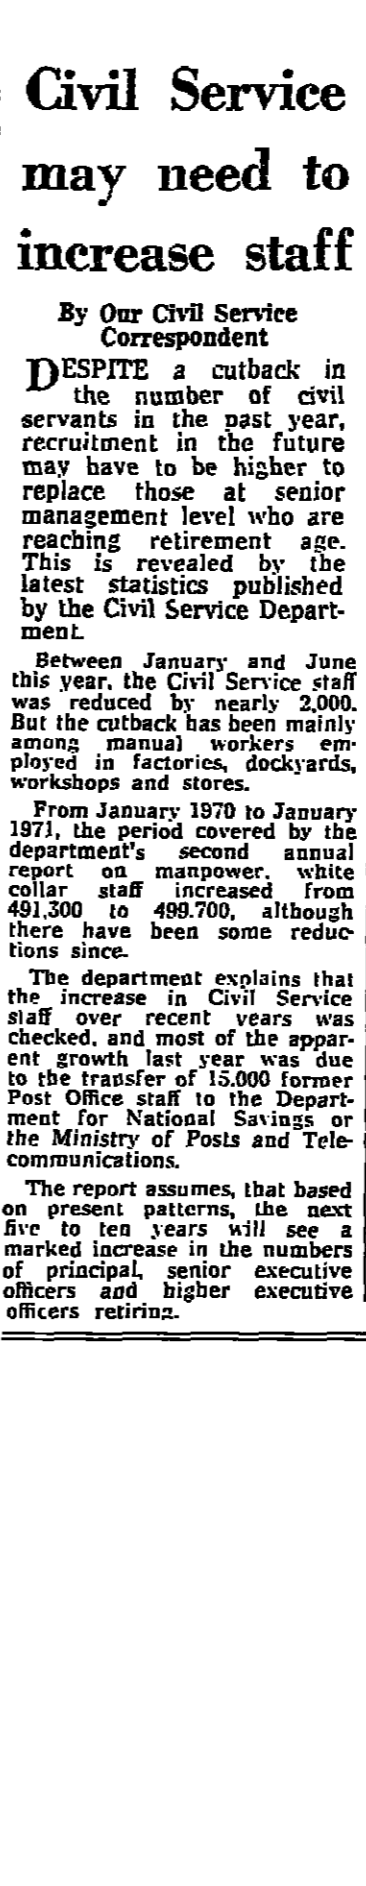 Civil Service
may need to
increase staff
By Our Civil Service
Correspondent
DESPITE a cutback in
the number of civil
servants in the past year,
recruitment in the future
may have to be higher to
replace those at senior
management level who are
reaching retirement age.
This is revealed by the
latest statistics published
by the Civil Service Depart-
ment.
Between January and June
this year, the Civil Service staff
was reduced by nearly 2,000.
But the cutback has been mainly
among manual workers em-
ployed in factories, dockyards,
workshops and stores.
From January 1970 to January
1971, the period covered by the
department's second annual
report on manpower, white
collar staff increased from
491,300 to 499,700, although
there have been some reduc-
tions since.
The department explains that
the increase in Civil Service
staff over recent years was
checked, and most of the appar-
ent growth last year was due
to the transfer of 15,000 former
Post Office staff to the Depart-
ment for National Savings or
the Ministry of Posts and Tele-
communications.
The report assumes, that based
on present patterns, the next
five to ten years will see a
marked increase in the numbers
of principal, senior executive
officers and higher executive
officers retiring.